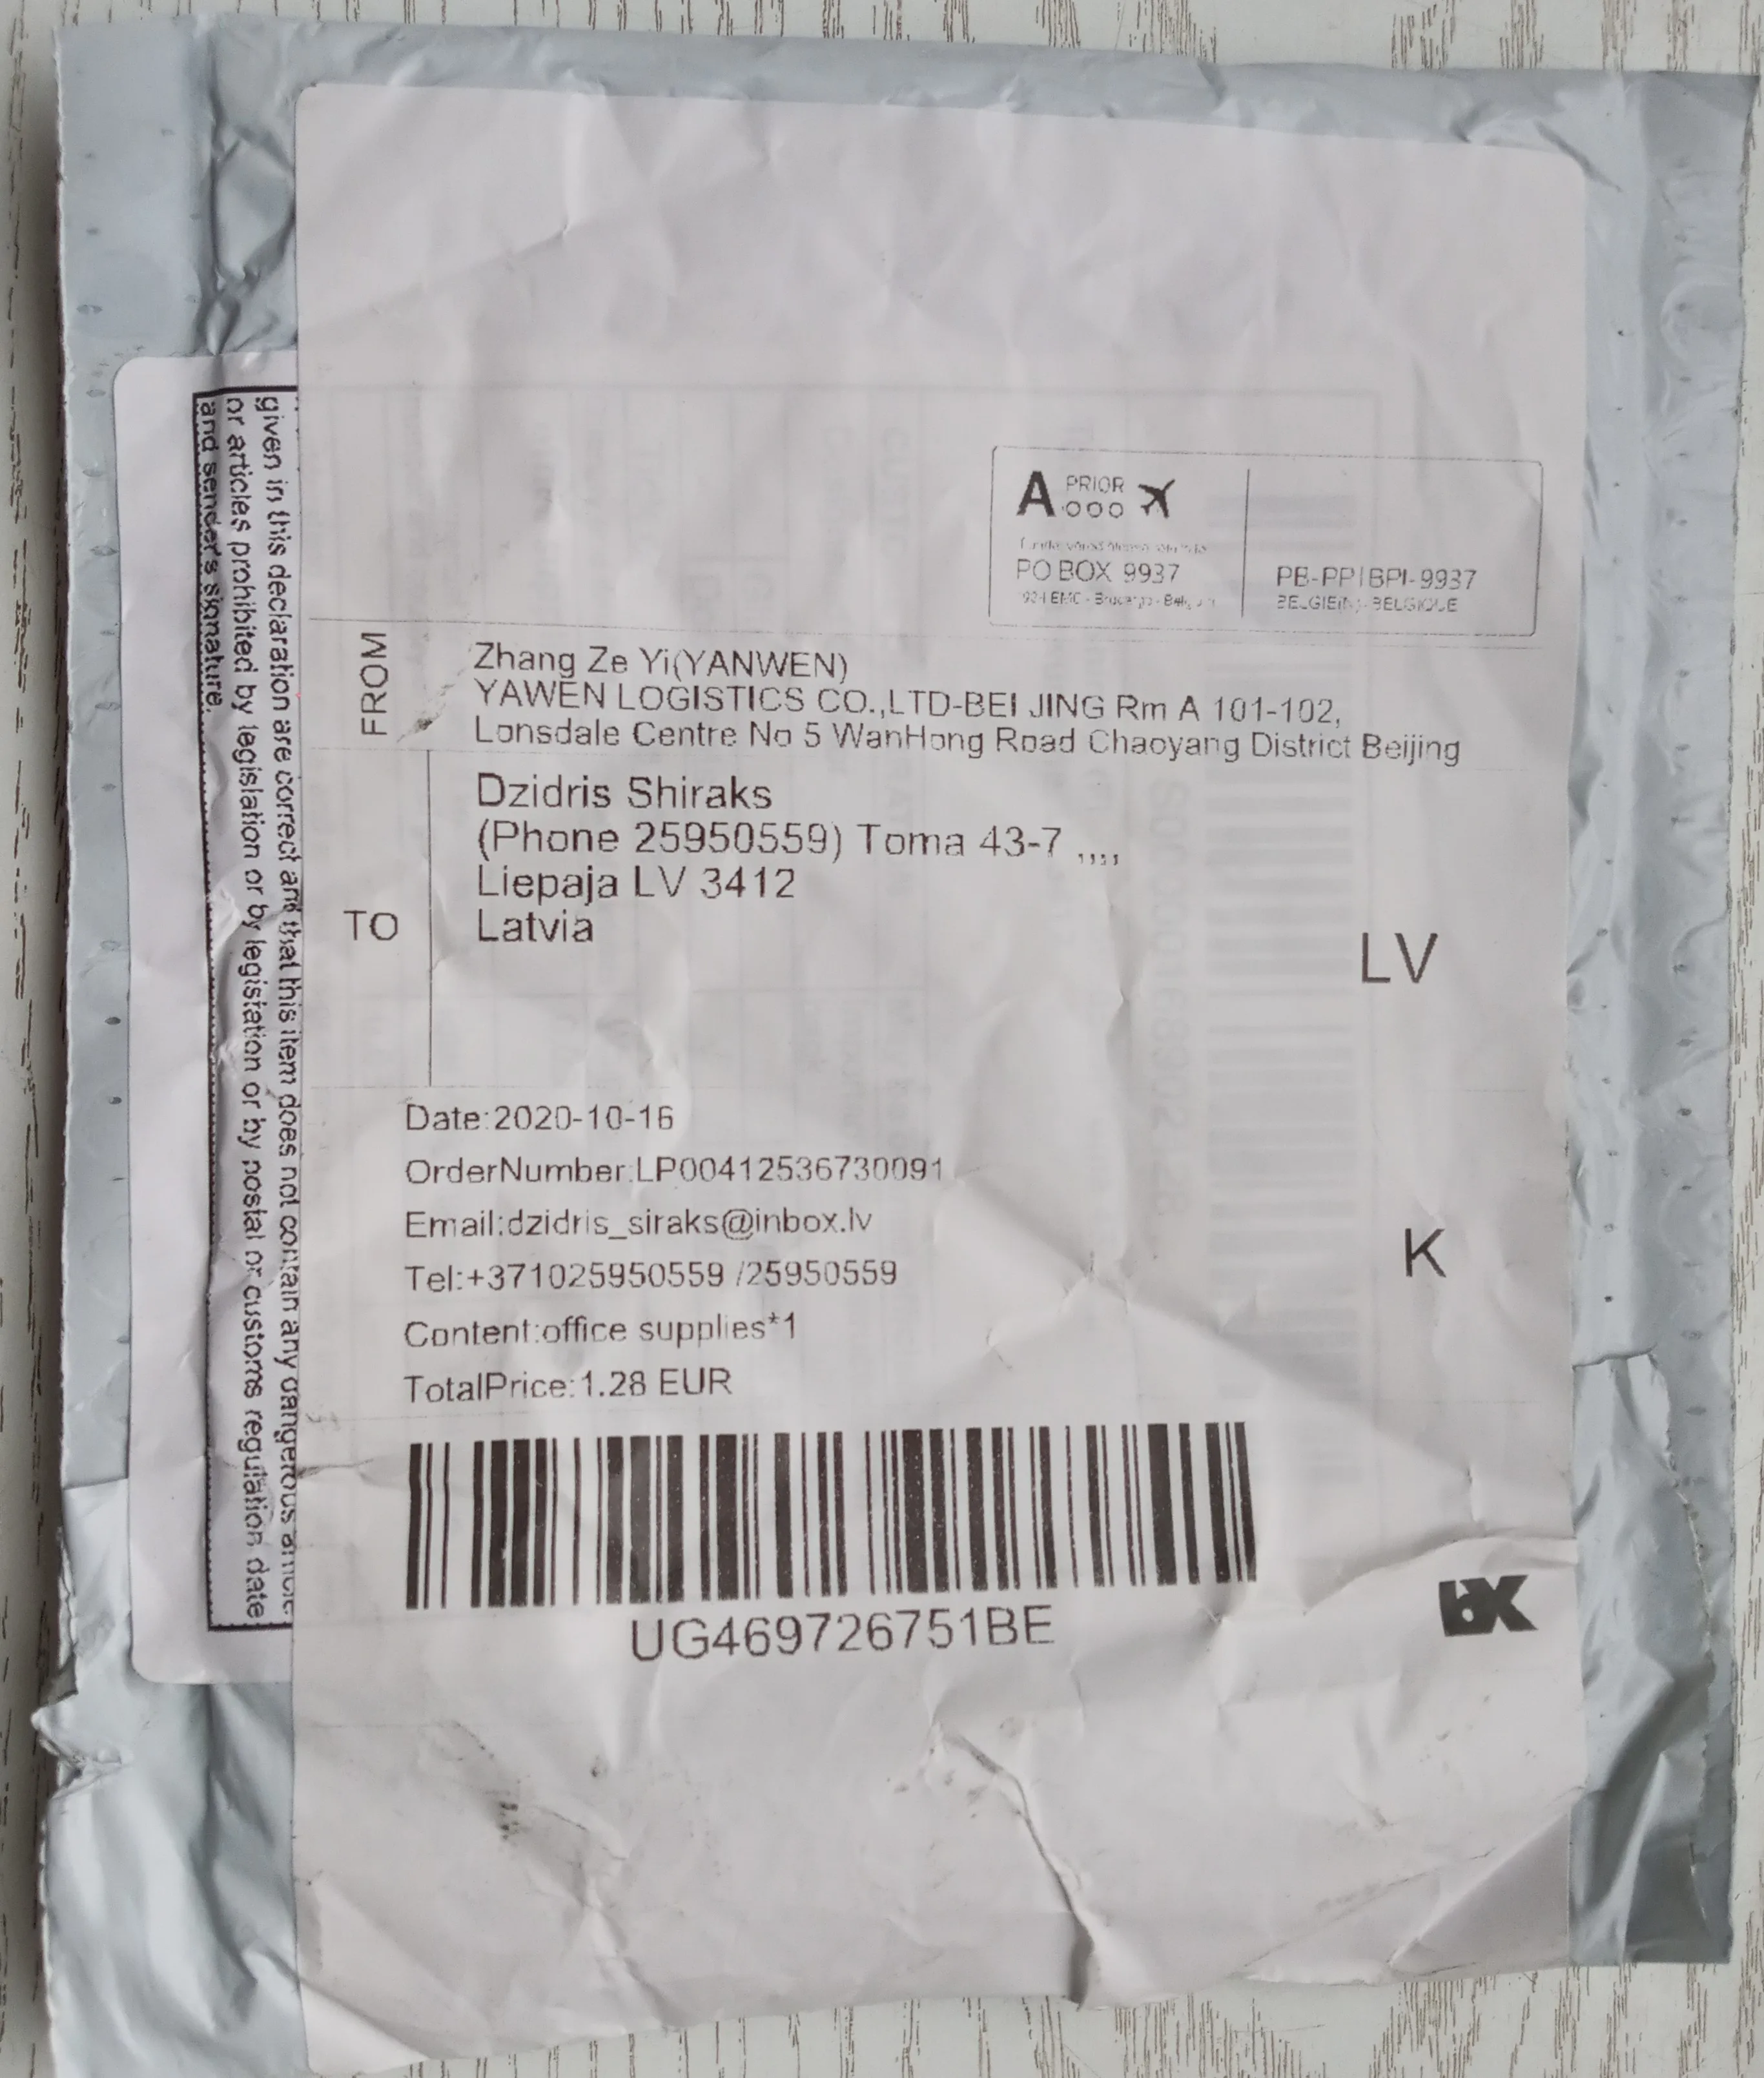 A PRIOR
PO BOX 9937
PB-PP|BPI-9937
BELGIE(N)-BELGIQUE
FROM
Zhang Ze Yi(YANWEN)
YAWEN LOGISTICS CO.,LTD-BEI JING Rm A 101-102,
Lonsdale Centre No 5 WanHong Road Chaoyang District Beijing
TO
Dzidris Shiraks
(Phone 25950559) Toma 43-7 ,,,,
Liepaja LV 3412
Latvia
LV
Date:2020-10-16
OrderNumber:LP00412536730091
Email:dzidris_siraks@inbox.lv
Tel:+371025950559 /25950559
K
Content:office supplies*1
TotalPrice:1.28 EUR
UG469726751BE
given in this declaration are correct and that this item does not contain any dangerous
or articles prohibited by legislation or by legislation or by postal or customs regulation date
and sender's signature.